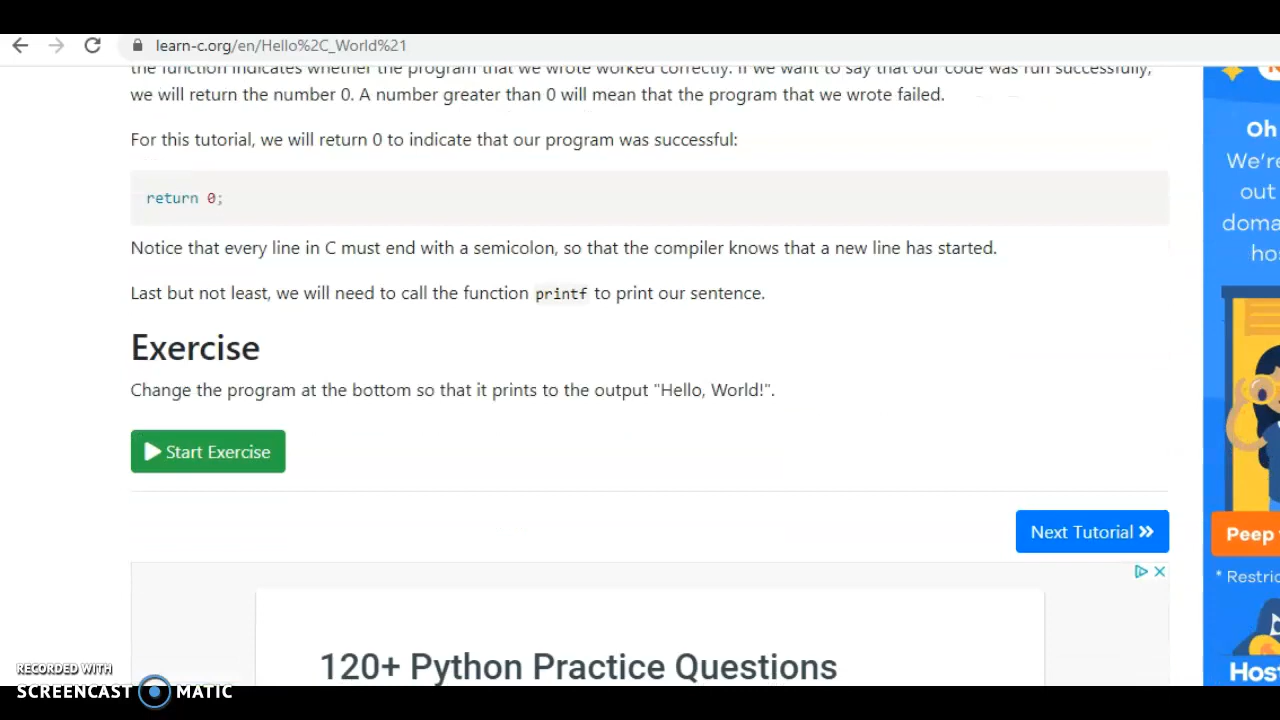 learn-c.org/en/Hello%2C_World%21
the function indicates whether the program that we wrote worked correctly. If we want to say that our code was run successfully,
we will return the number 0. A number greater than 0 will mean that the program that we wrote failed.
For this tutorial, we will return 0 to indicate that our program was successful:
return 0;
Notice that every line in C must end with a semicolon, so that the compiler knows that a new line has started.
Last but not least, we will need to call the function printf to print our sentence.
Exercise
Change the program at the bottom so that it prints to the output "Hello, World!".
Start Exercise
Next Tutorial
120+ Python Practice Questions
Oh
We're
out
doma
hos
Peep
* Restric
Host
RECORDED WITH
SCREENCAST MATIC